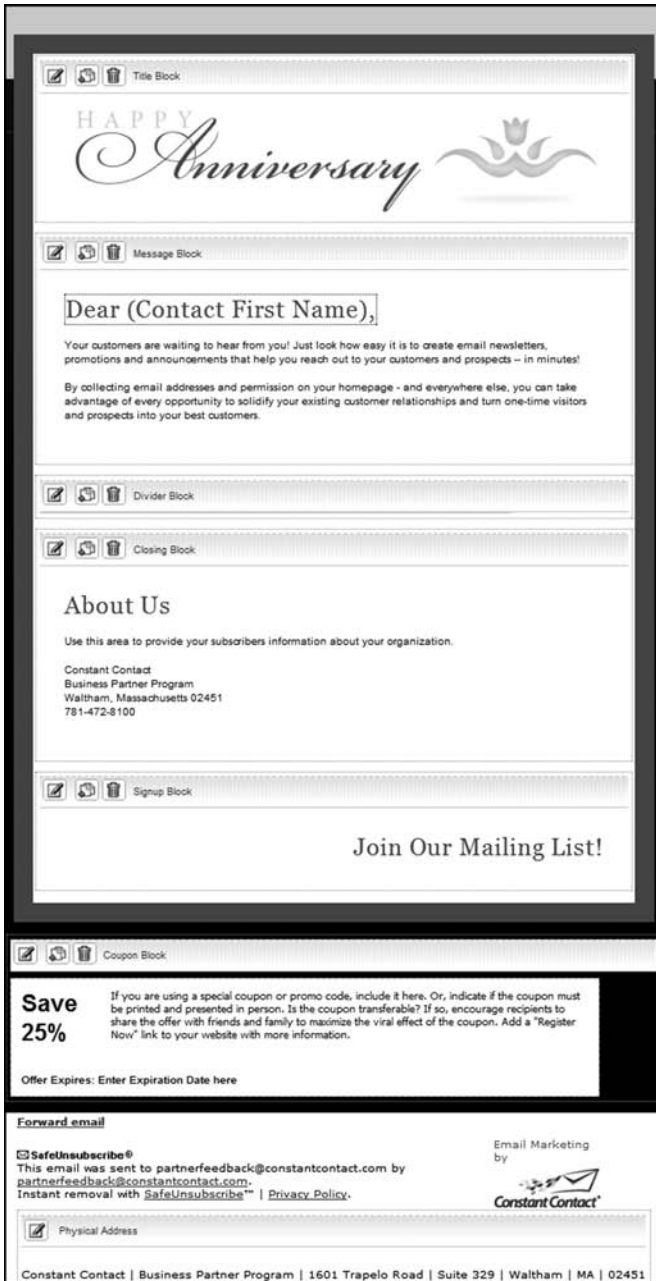 Title Block
HAPPY
Anniversary
Message Block
Dear (Contact First Name),
Your customers are waiting to hear from you! Just look how easy it is to create email newsletters,
promotions and announcements that help you reach out to your customers and prospects – in minutes!
By collecting email addresses and permission on your homepage - and everywhere else, you can take
advantage of every opportunity to solidify your existing customer relationships and turn one-time visitors
and prospects into your best customers.
Divider Block
Closing Block
About Us
Use this area to provide your subscribers information about your organization.
Constant Contact
Business Partner Program
Waltham, Massachusetts 02451
781-472-8100
Signup Block
Join Our Mailing List!
Coupon Block
Save
25%
If you are using a special coupon or promo code, include it here. Or, indicate if the coupon must
be printed and presented in person. Is the coupon transferable? If so, encourage recipients to
share the offer with friends and family to maximize the viral effect of the coupon. Add a "Register
Now" link to your website with more information.
Offer Expires: Enter Expiration Date here
Forward email
SafeUnsubscribe®
This email was sent to partnerfeedback@constantcontact.com by
partnerfeedback@constantcontact.com.
Instant removal with SafeUnsubscribe™ | Privacy Policy.
Email Marketing
by
Constant Contact®
Physical Address
Constant Contact | Business Partner Program | 1601 Trapelo Road | Suite 329 | Waltham | MA | 02451